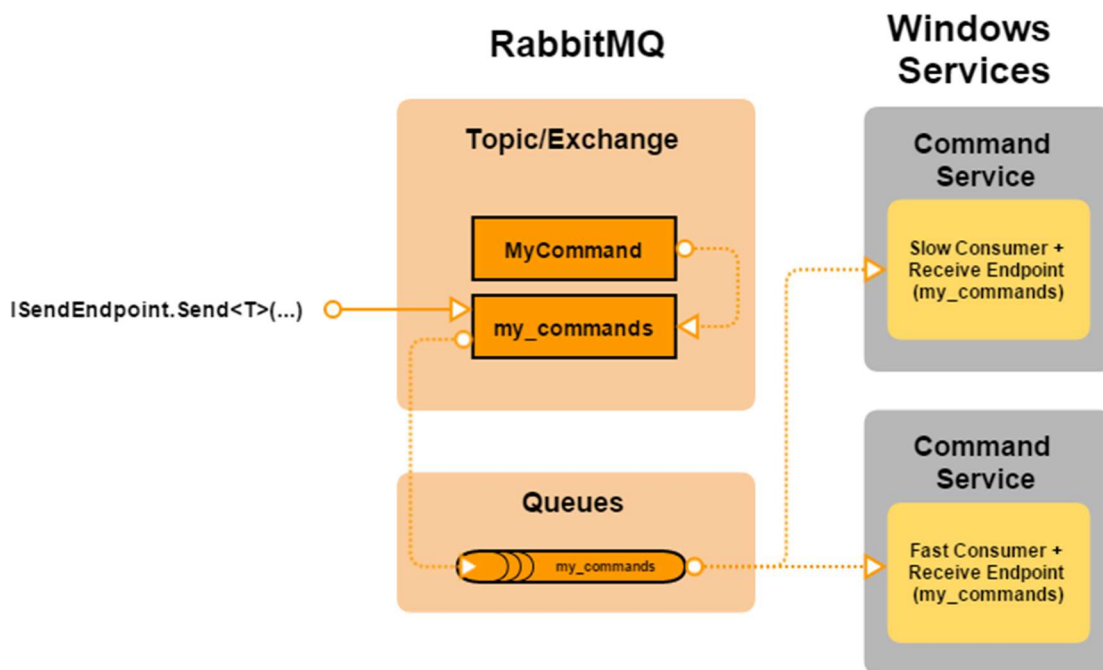 RabbitMQ
Windows
Services
Topic/Exchange
MyCommand
ISendEndpoint.Send<T>(...)
my_commands
Command
Service
Slow Consumer +
Receive Endpoint
(my_commands)
Queues
my_commands
Command
Service
Fast Consumer +
Receive Endpoint
(my_commands)